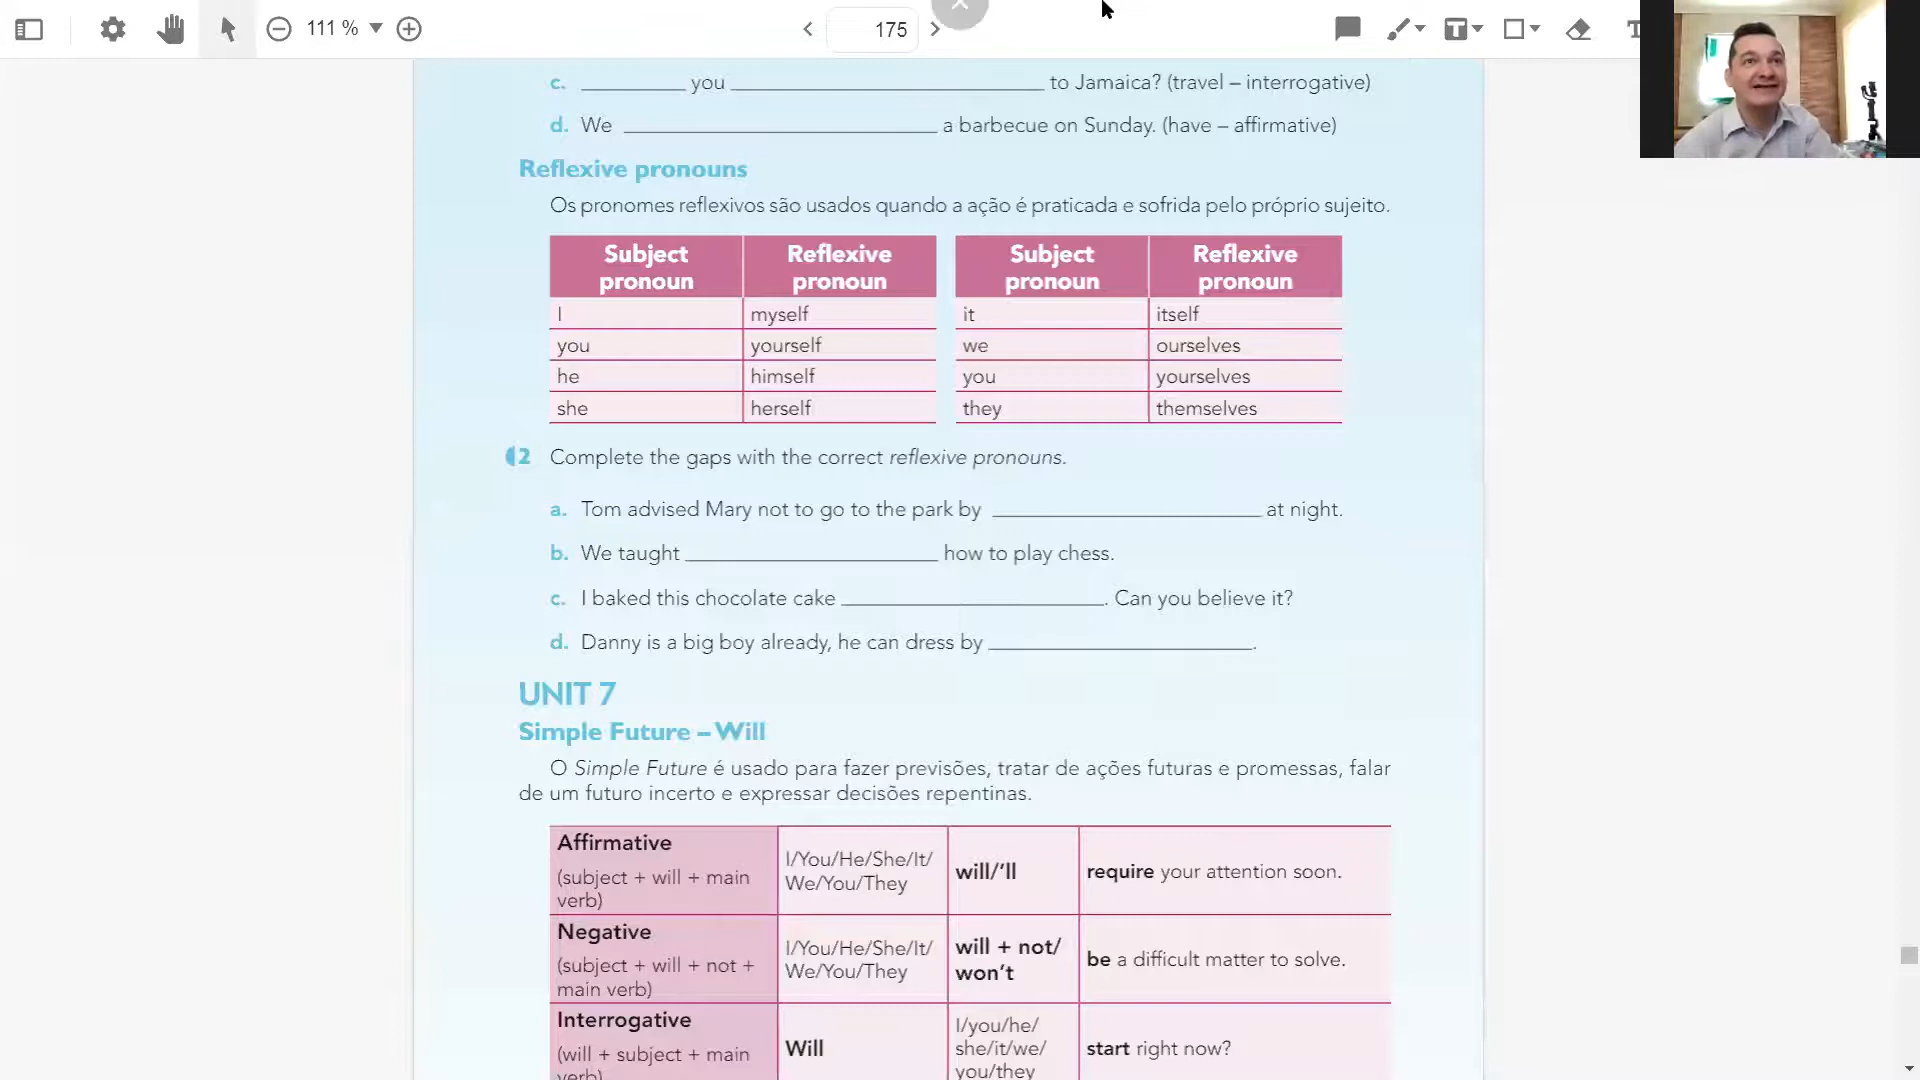 111 %
175
c. __________ you ______________________________ to Jamaica? (travel – interrogative)
d. We ______________________________ a barbecue on Sunday. (have – affirmative)
Reflexive pronouns
Os pronomes reflexivos são usados quando a ação é praticada e sofrida pelo próprio sujeito.
Subject pronoun Reflexive pronoun Subject pronoun Reflexive pronoun
I myself it itself
you yourself we ourselves
he himself you yourselves
she herself they themselves
2 Complete the gaps with the correct reflexive pronouns.
a. Tom advised Mary not to go to the park by __________________________ at night.
b. We taught ________________________ how to play chess.
c. I baked this chocolate cake _________________________. Can you believe it?
d. Danny is a big boy already, he can dress by _________________________.
UNIT 7
Simple Future – Will
O Simple Future é usado para fazer previsões, tratar de ações futuras e promessas, falar
de um futuro incerto e expressar decisões repentinas.
Affirmative
(subject + will + main
verb)
I/You/He/She/It/
We/You/They
will/'ll
require your attention soon.
Negative
(subject + will + not +
main verb)
I/You/He/She/It/
We/You/They
will + not/
won't
be a difficult matter to solve.
Interrogative
(will + subject + main
verb)
Will
I/you/he/
she/it/we/
you/they
start right now?